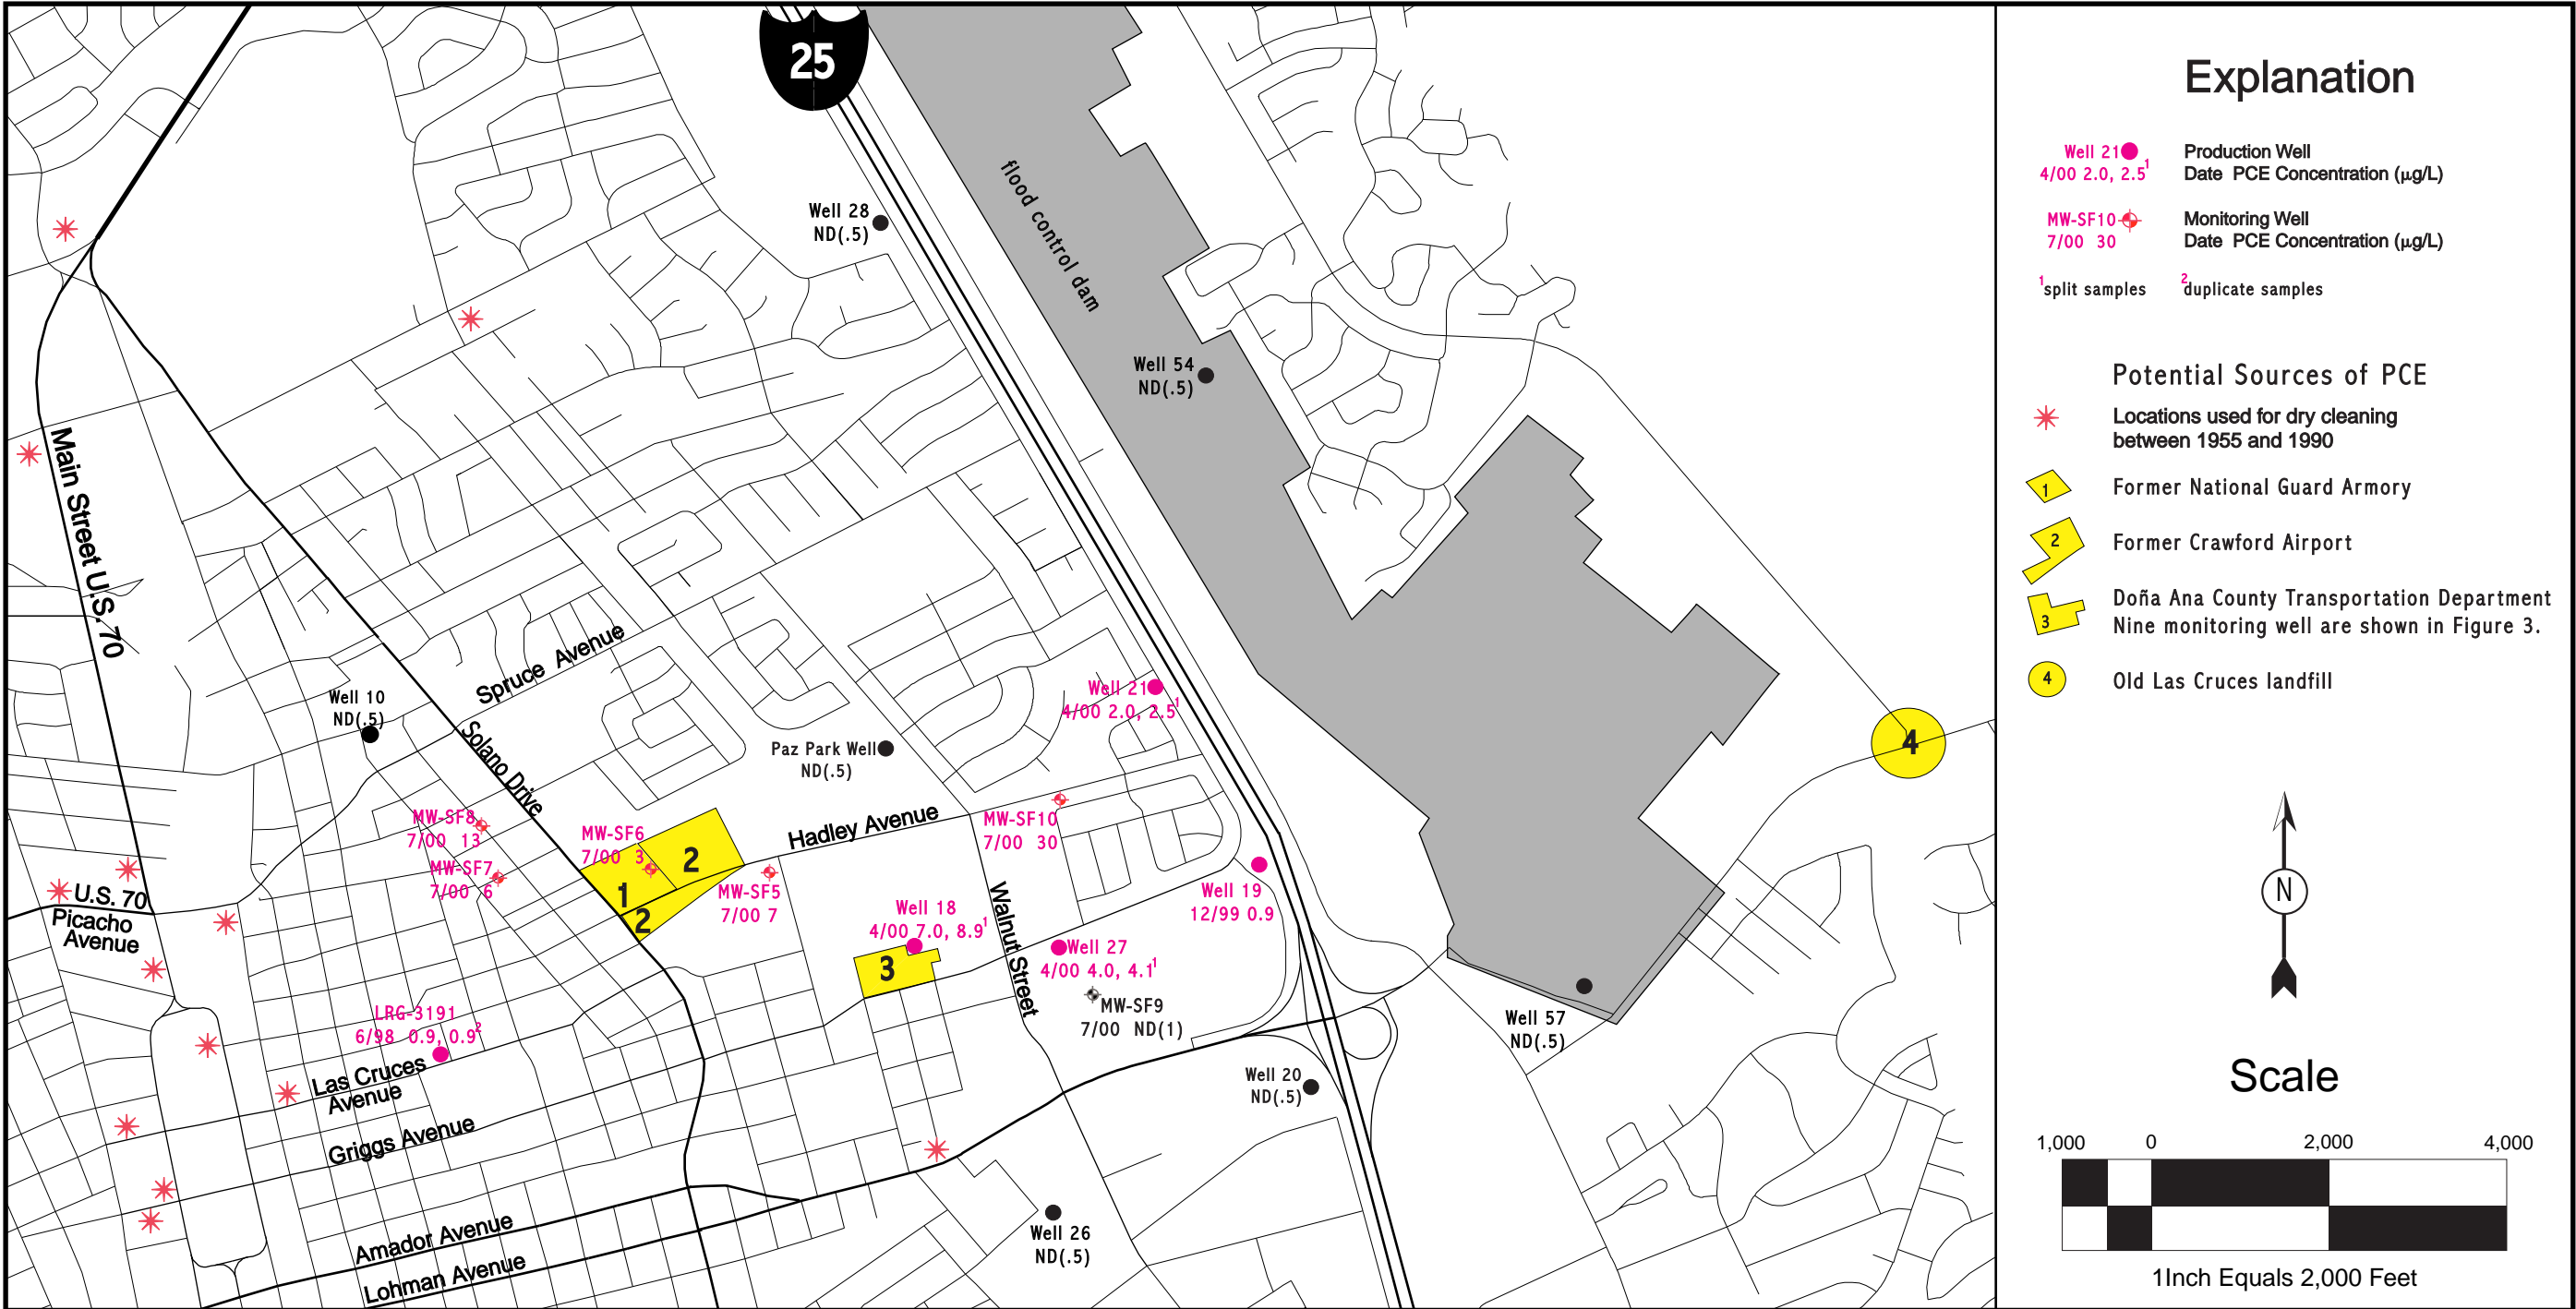 25
flood control dam
Well 28
ND(.5)
Well 54
ND(.5)
Main Street U.S. 70
Spruce Avenue
Well 10
ND(.5)
Solano Drive
Well 21
4/00 2.0, 2.5¹
Paz Park Well
ND(.5)
4
MW-SF8
7/00 13
MW-SF6
7/00 3
2
Hadley Avenue
MW-SF10
7/00 30
MW-SF7
7/00 6
1
2
MW-SF5
7/00 7
Well 19
12/99 0.9
U.S. 70
Picacho
Avenue
Well 18
4/00 7.0, 8.9¹
3
Walnut Street
Well 27
4/00 4.0, 4.1¹
MW-SF9
7/00 ND(1)
LRG-3191
6/98 0.9, 0.9²
Well 57
ND(.5)
Las Cruces
Avenue
Well 20
ND(.5)
Griggs Avenue
Well 26
ND(.5)
Amador Avenue
Lohman Avenue
Explanation
Well 21
4/00 2.0, 2.5¹
Production Well
Date PCE Concentration (µg/L)
MW-SF10
7/00 30
Monitoring Well
Date PCE Concentration (µg/L)
¹split samples ²duplicate samples
Potential Sources of PCE
Locations used for dry cleaning
between 1955 and 1990
1 Former National Guard Armory
2 Former Crawford Airport
Doña Ana County Transportation Department
3 Nine monitoring well are shown in Figure 3.
4 Old Las Cruces landfill
N
Scale
1,000 0 2,000 4,000
1Inch Equals 2,000 Feet